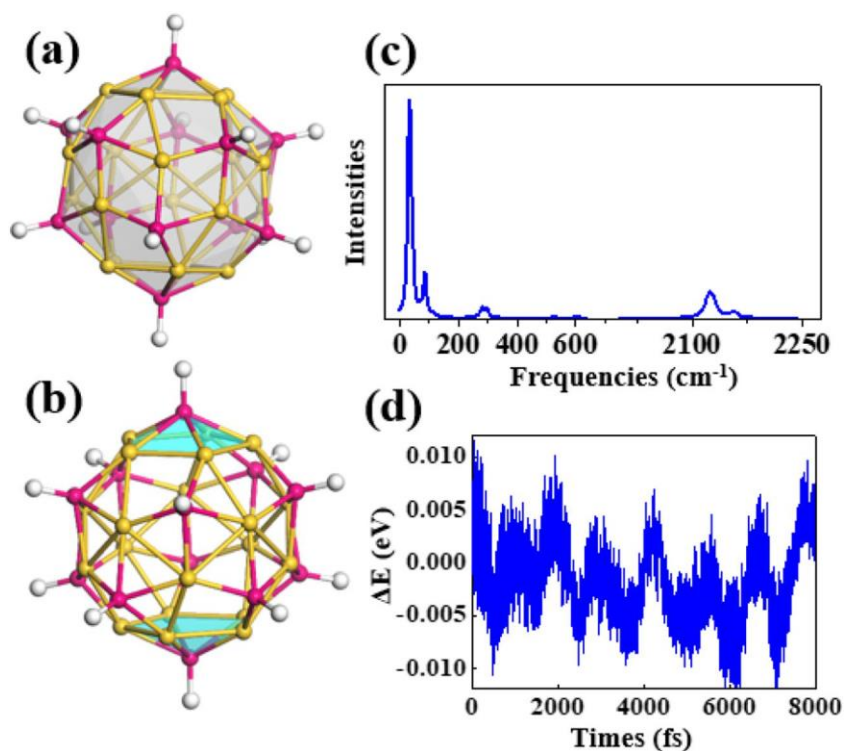 (a)
(c)
Intensities
0 200 400 600 2100 2250
Frequencies (cm⁻¹)
(b)
(d)
ΔE (eV)
0.010
0.005
0.000
-0.005
-0.010
0 2000 4000 6000 8000
Times (fs)